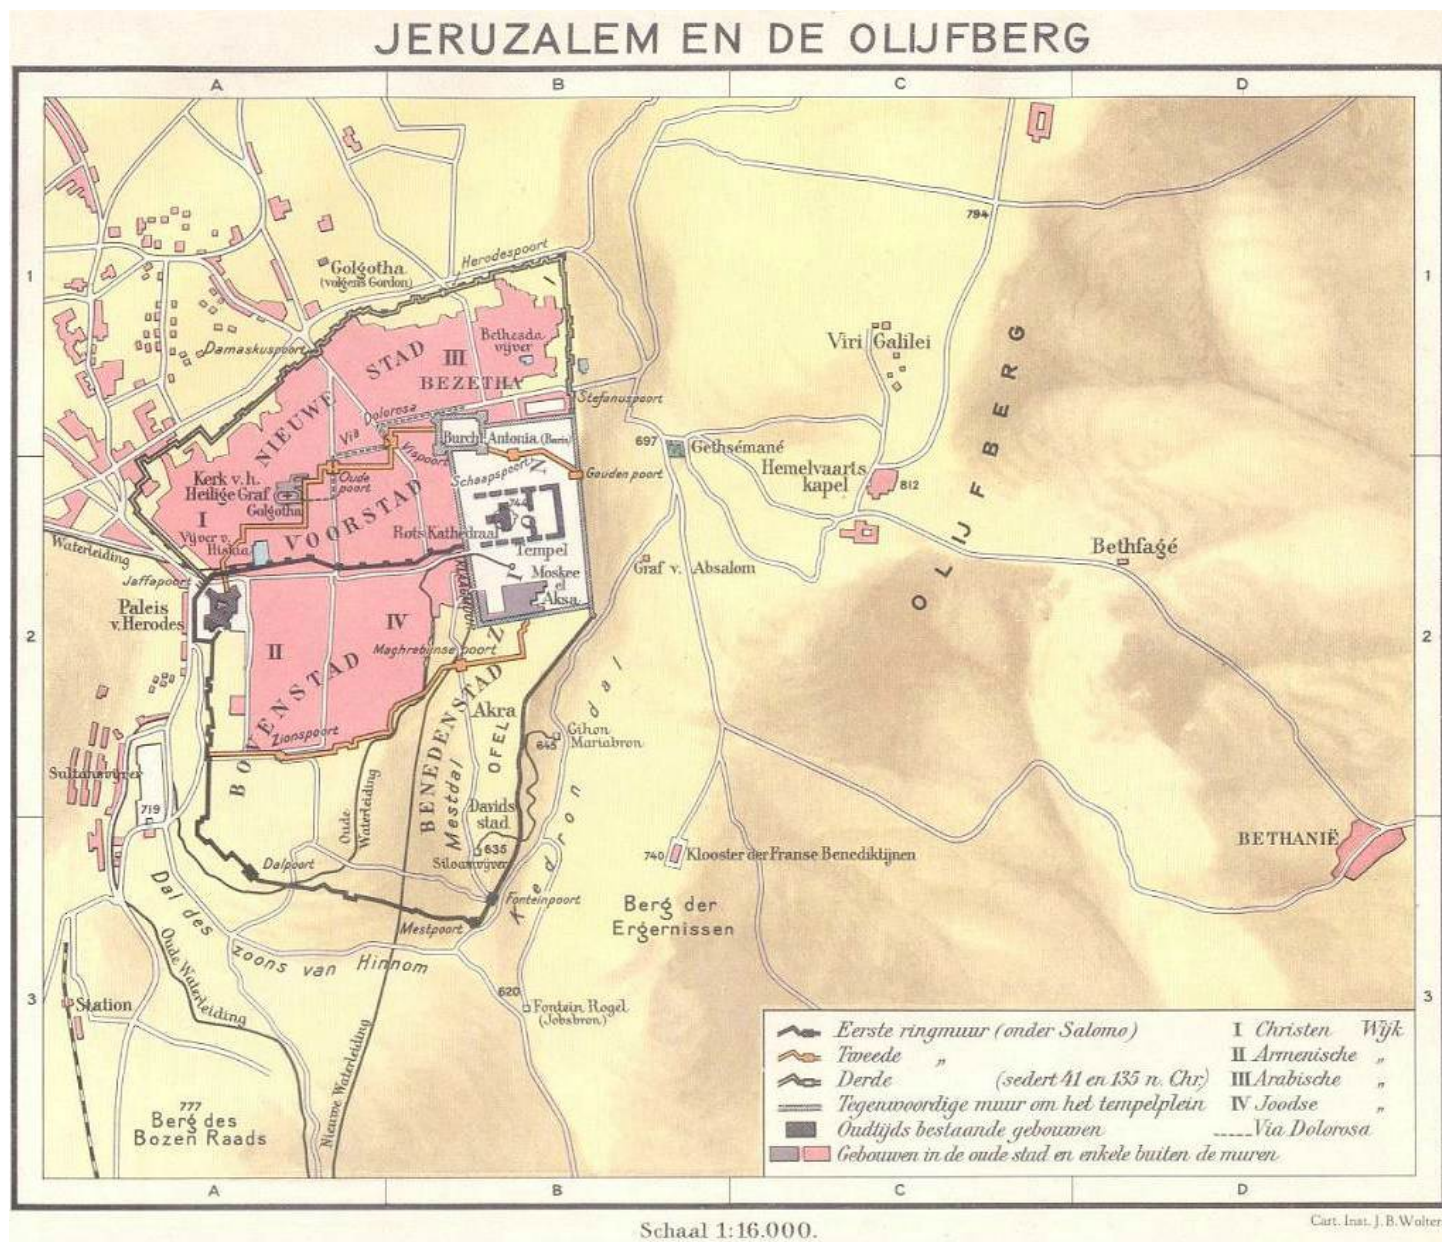 JERUZALEM EN DE OLIJFBERG
A
B
C
D
1
1
794
Herodespoort
Golgotha
(volgens Gordon)
Damaskuspoort
Bethesda
vijver
STAD
III
BEZETHA
NIEUWE
Viri Galilei
OLIJFBERG
Stefanuspoort
Via Dolorosa
Vispoort
Burcht Antonia (Baris)
697
Gethsémané
Schaapspoort
Gouden poort
Hemelvaarts
kapel
812
Kerk v. h.
Heilige Graf
Oude
poort
Golgotha
744
I
VOORSTAD
Vijver v.
Hiskia
Rots Kathedraal
Tempel
Waterleiding
Jaffapoort
Moskee
el
Aksa
Graf v. Absalom
Bethfagé
Paleis
v. Herodes
2
2
IV
II
Maghrebijnse poort
BOVENSTAD
BENEDENSTAD
Zionspoort
Akra
OFEL
Gihon
Mariabron
645
Kedrondal
Sultansvijver
719
Oude
Waterleiding
Mestdal
Davids
stad
635
Siloamvijver
BETHANIË
740
Klooster der Franse Benediktijnen
Dalpoort
Fonteinpoort
Mestpoort
Berg der
Ergernissen
Dal des zoons van Hinnom
Oude Waterleiding
3
3
Station
620
Fontein Rogel
(Jobsbron)
Nieuwe Waterleiding
777
Berg des
Bozen Raads
Eerste ringmuur (onder Salomo)
Tweede „
Derde (sedert 41 en 135 n. Chr.)
Tegenwoordige muur om het tempelplein
Oudtijds bestaande gebouwen
Gebouwen in de oude stad en enkele buiten de muren
I Christen Wijk
II Armenische „
III Arabische „
IV Joodse „
Via Dolorosa
A
B
C
D
Schaal 1:16.000.
Cart. Inst. J. B. Wolter